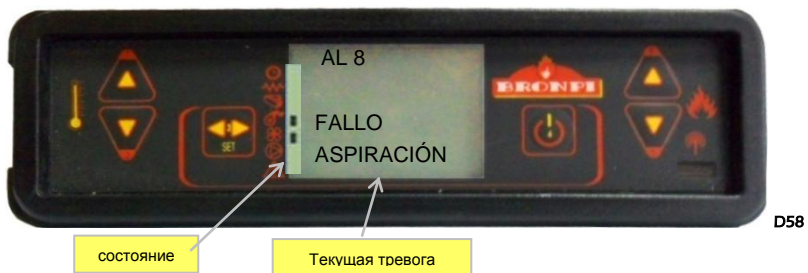 AL 8
BRONPI
FALLO
SET
ASPIRACIÓN
D58
состояние
Текущая тревога